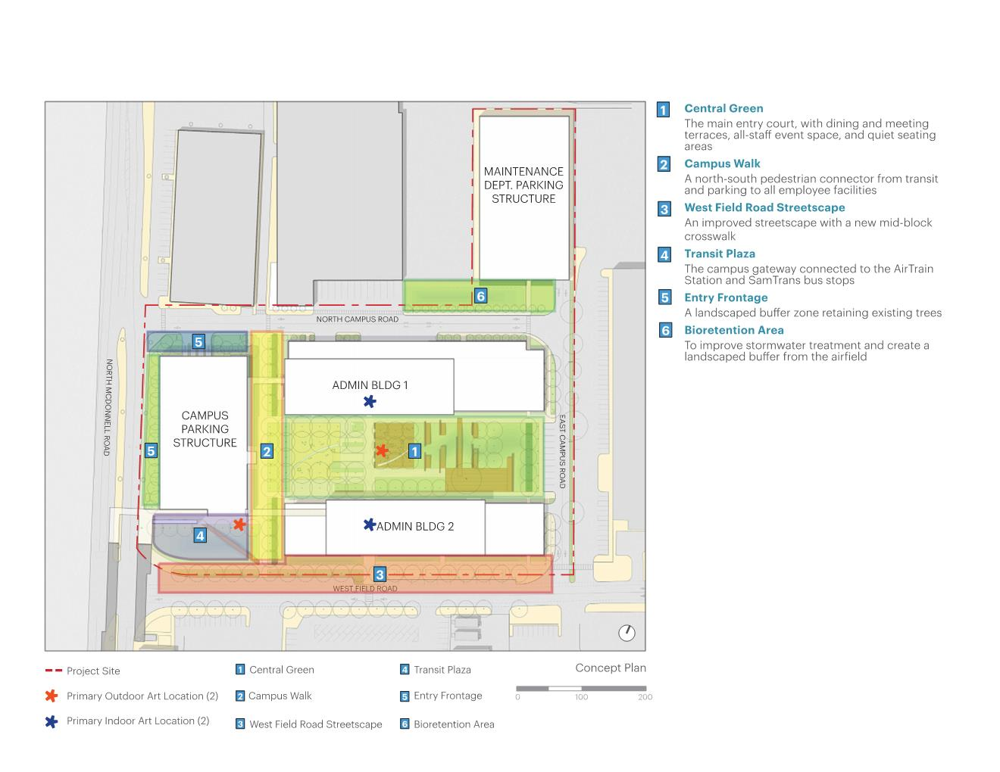 MAINTENANCE
DEPT. PARKING
STRUCTURE
6
NORTH CAMPUS ROAD
5
NORTH MCDONNELL ROAD
ADMIN BLDG 1
CAMPUS
PARKING
STRUCTURE
5
2
1
EAST CAMPUS ROAD
4
ADMIN BLDG 2
3
WEST FIELD ROAD
1 Central Green
The main entry court, with dining and meeting
terraces, all-staff event space, and quiet seating
areas
2 Campus Walk
A north-south pedestrian connector from transit
and parking to all employee facilities
3 West Field Road Streetscape
An improved streetscape with a new mid-block
crosswalk
4 Transit Plaza
The campus gateway connected to the AirTrain
Station and SamTrans bus stops
5 Entry Frontage
A landscaped buffer zone retaining existing trees
6 Bioretention Area
To improve stormwater treatment and create a
landscaped buffer from the airfield
Project Site
Primary Outdoor Art Location (2)
Primary Indoor Art Location (2)
1 Central Green
2 Campus Walk
3 West Field Road Streetscape
4 Transit Plaza
5 Entry Frontage
6 Bioretention Area
Concept Plan
0 100 200